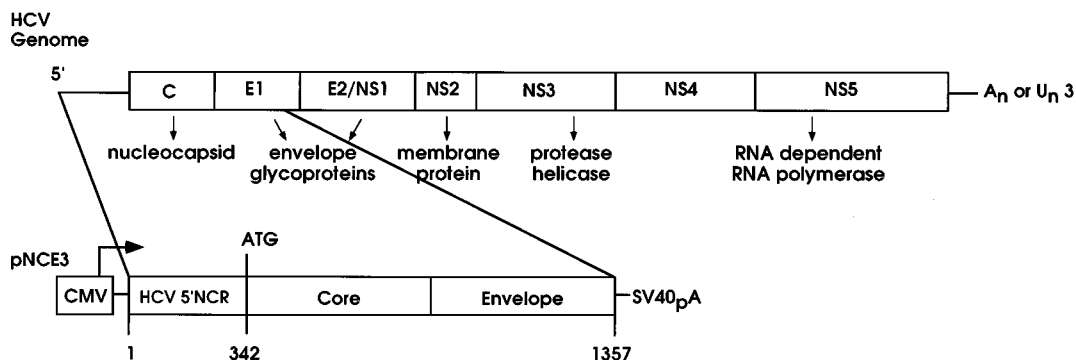 HCV
Genome
5'
C E1 E2/NS1 NS2 NS3 NS4 NS5
An or Un 3
nucleocapsid
envelope
glycoproteins
membrane
protein
protease
helicase
RNA dependent
RNA polymerase
pNCE3
ATG
CMV HCV 5'NCR Core Envelope SV40pA
1 342 1357